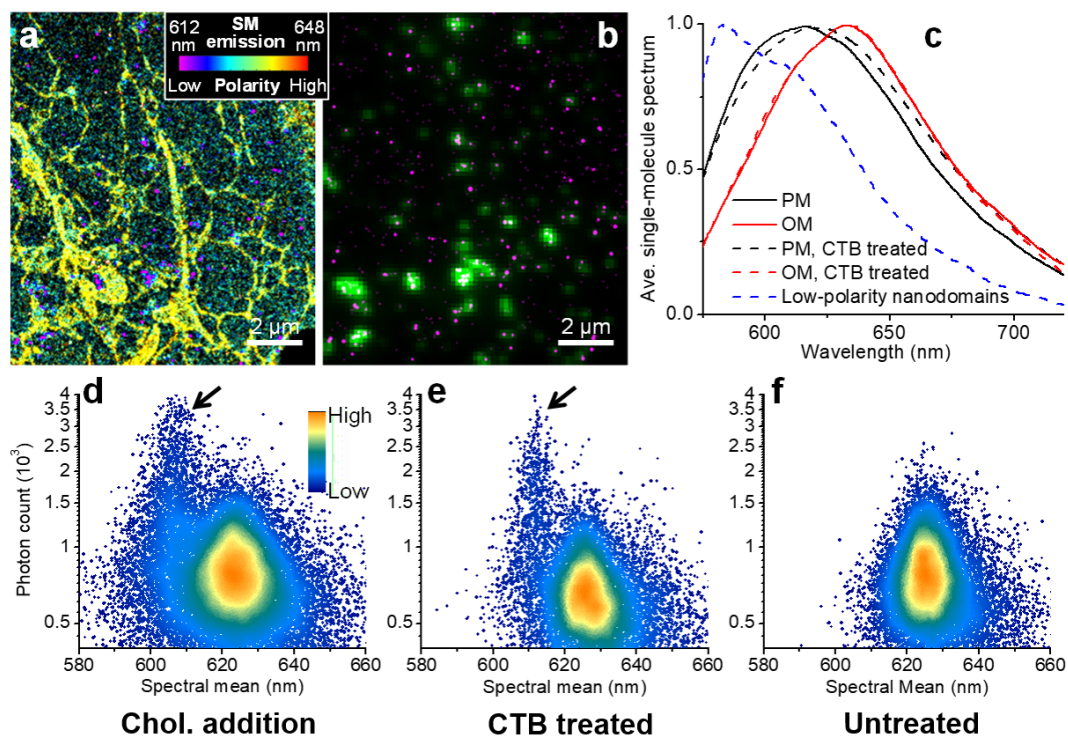 a
612 SM 648
nm emission nm
Low Polarity High
2 μm
b
2 μm
c
Ave. single-molecule spectrum
1.0
0.5
0.0
PM
OM
PM, CTB treated
OM, CTB treated
Low-polarity nanodomains
600 650 700
Wavelength (nm)
d
High
Low
Photon count (10³)
4
3.5
3
2.5
2
1.5
1
0.5
580 600 620 640 660
Spectral mean (nm)
Chol. addition
e
4
3.5
3
2.5
2
1.5
1
0.5
580 600 620 640 660
Spectral mean (nm)
CTB treated
f
4
3.5
3
2.5
2
1.5
1
0.5
580 600 620 640 660
Spectral Mean (nm)
Untreated